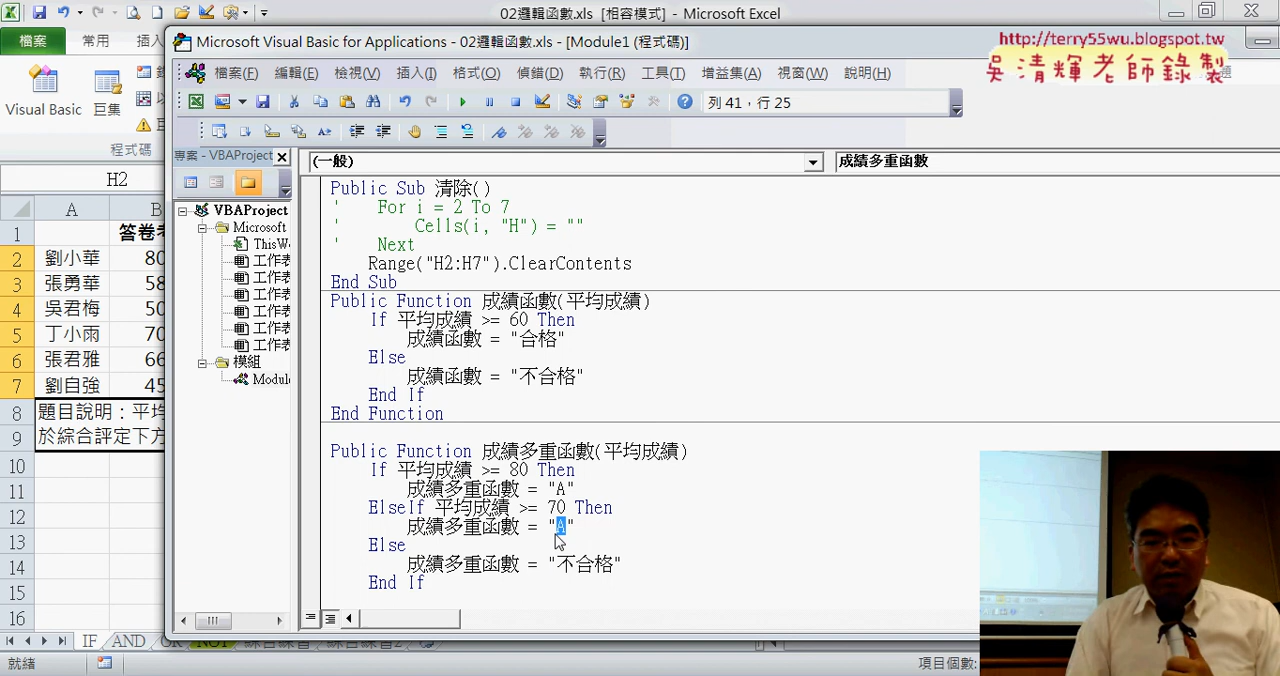 02邏輯函數.xls [相容模式] - Microsoft Excel
檔案 常用 插入
Visual Basic 巨集
程式碼
Microsoft Visual Basic for Applications - 02邏輯函數.xls - [Module1 (程式碼)]
http://terry55wu.blogspot.tw
吳清輝老師錄製
檔案(F) 編輯(E) 檢視(V) 插入(I) 格式(O) 偵錯(D) 執行(R) 工具(T) 增益集(A) 視窗(W) 說明(H)
列 41, 行 25
專案 - VBAProject
(一般) 成績多重函數
VBAProject
Microsoft
ThisW
工作表
工作表
工作表
工作表
工作表
工作表
模組
Modul
H2
A B
1 答卷
2 劉小華 80
3 張勇華 58
4 吳君梅 50
5 丁小雨 70
6 張君雅 66
7 劉自強 45
8 題目說明：平均
9 於綜合評定下方
10
11
12
13
14
15
16
Public Sub 清除()
' For i = 2 To 7
' Cells(i, "H") = ""
' Next
Range("H2:H7").ClearContents
End Sub
Public Function 成績函數(平均成績)
If 平均成績 >= 60 Then
成績函數 = "合格"
Else
成績函數 = "不合格"
End If
End Function
Public Function 成績多重函數(平均成績)
If 平均成績 >= 80 Then
成績多重函數 = "A"
ElseIf 平均成績 >= 70 Then
成績多重函數 = "A"
Else
成績多重函數 = "不合格"
End If
IF AND OR NOT 綜合練習 綜合練習2
就緒
項目個數: